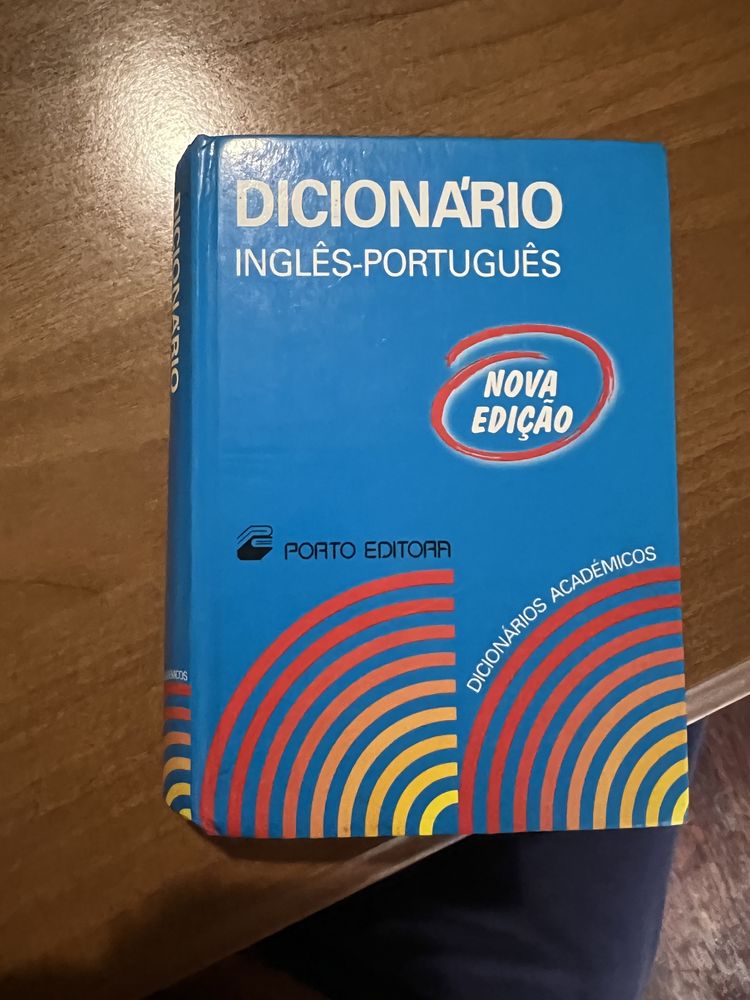 DICIONÁRIO
INGLÊS-PORTUGUÊS
NOVA
EDIÇÃO
PORTO EDITORA
DICIONÁRIOS ACADÉMICOS
DICIONÁRIO